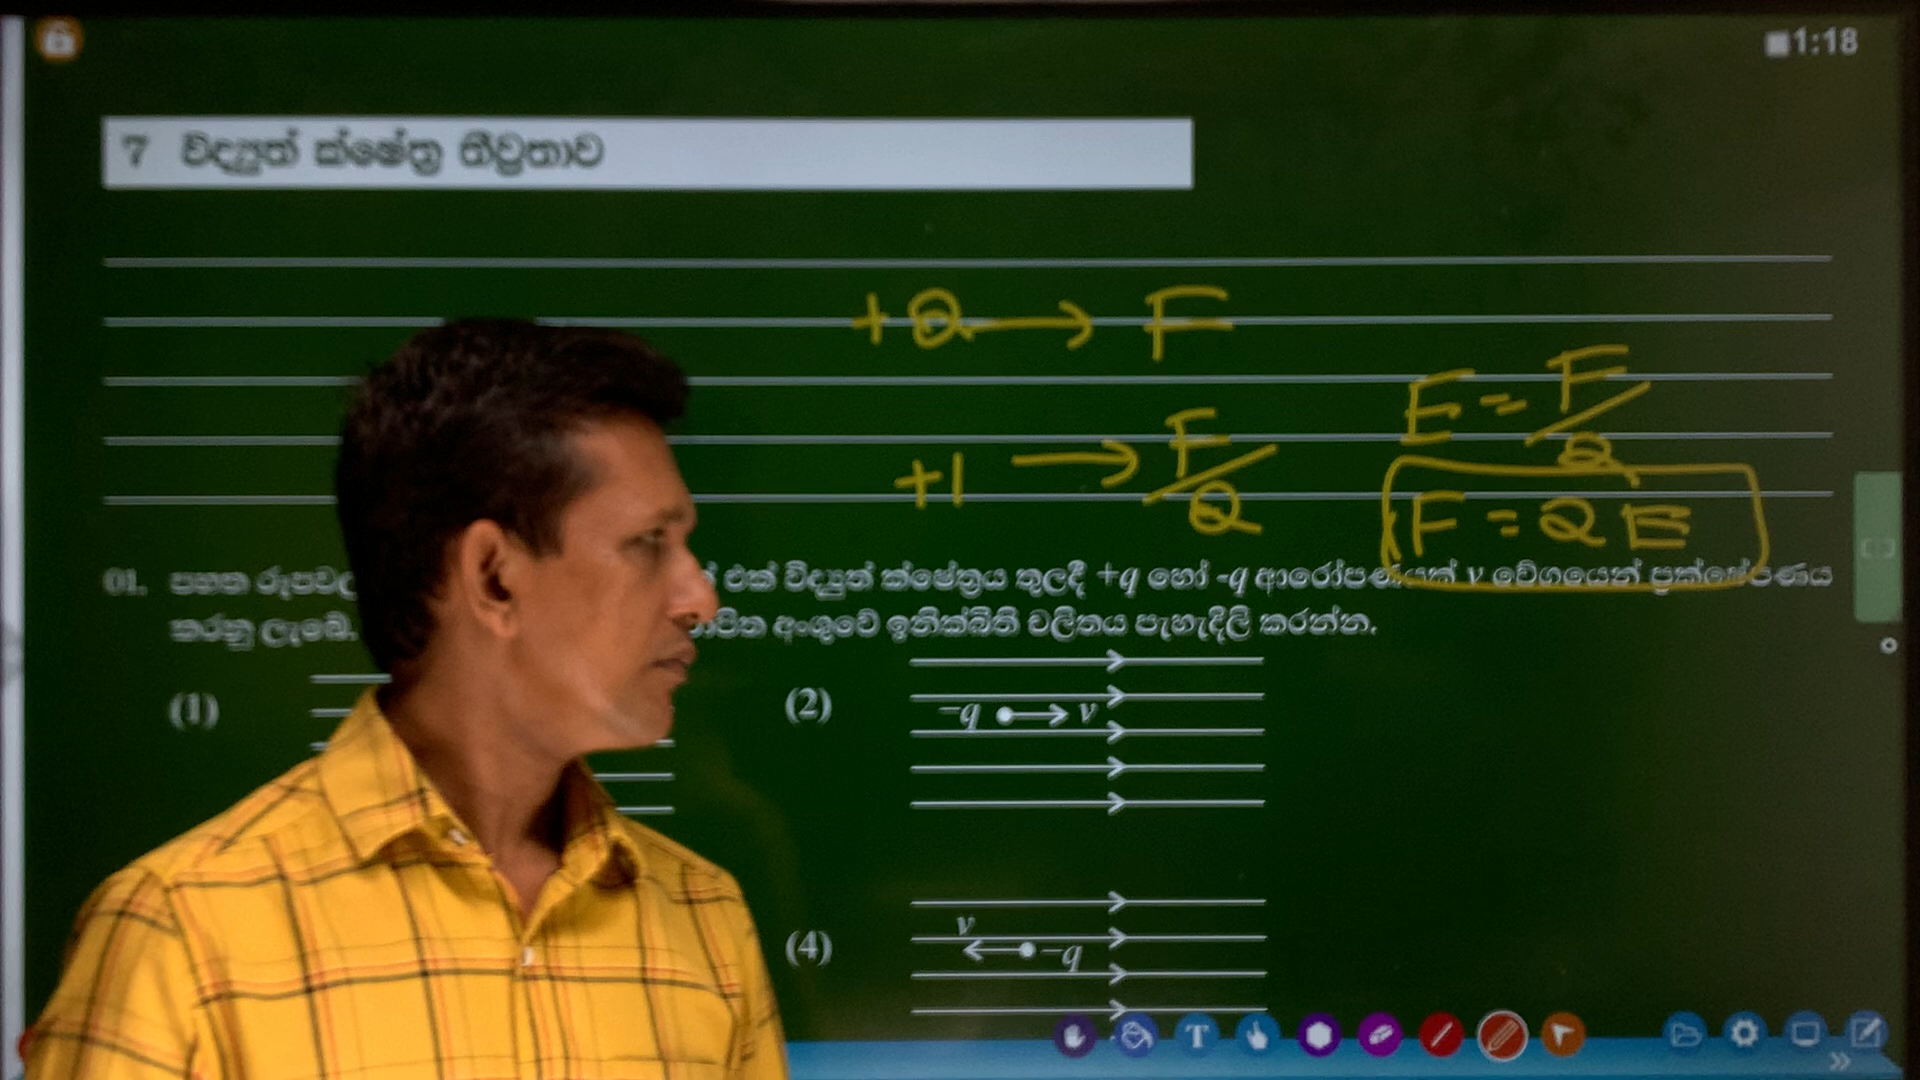 1:18
7 විද්‍යුත් ක්ෂේත්‍ර තීව්‍රතාව
+Q → F
E = F/Q
+1 → F/Q
F = QE
01. පහත රූපවල එක් විද්‍යුත් ක්ෂේත්‍රය තුලදී +q හෝ -q ආරෝපණයක් v වේගයෙන් ප්‍රක්ෂේපණය
කරනු ලැබේ. අංශුවේ ඉතික්බිති චලිතය පැහැදිලි කරන්න.
(1)
(2) −q v
(4) v −q
T